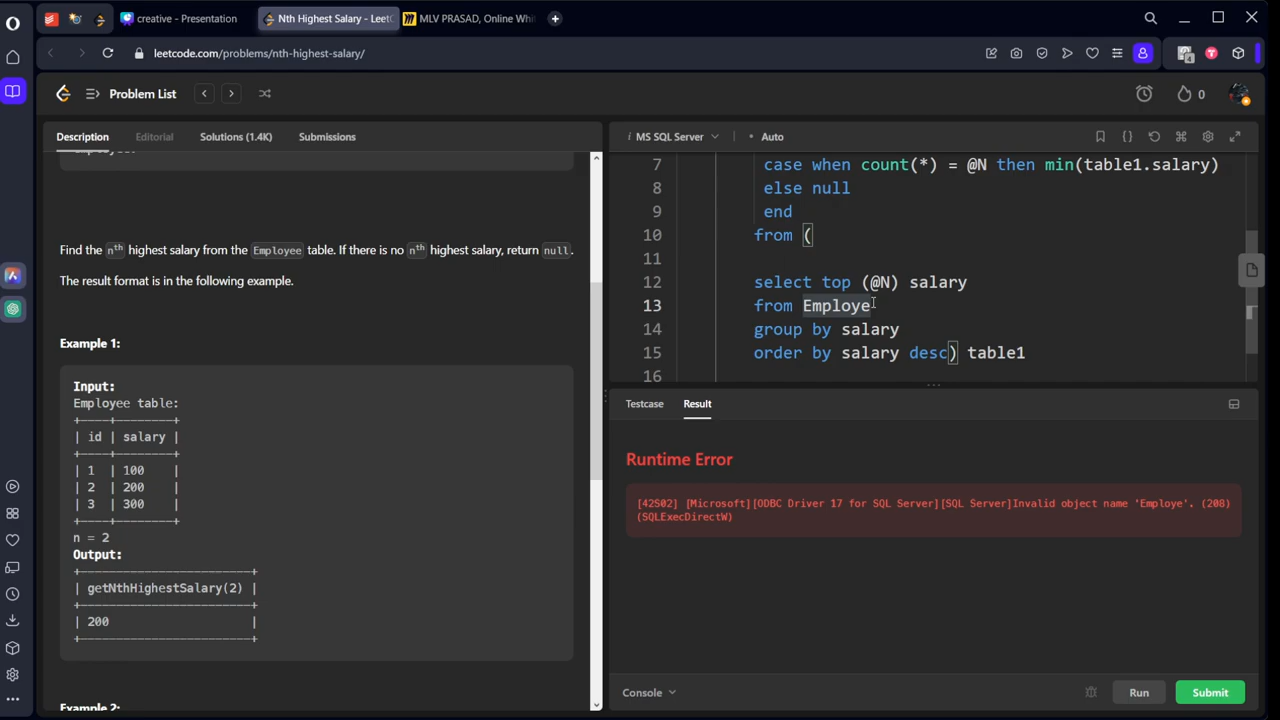 creative - Presentation
Nth Highest Salary - LeetC
MLV PRASAD, Online Whi
leetcode.com/problems/nth-highest-salary/
Problem List
0
Description
Editorial
Solutions (1.4K)
Submissions
Find the nth highest salary from the Employee table. If there is no nth highest salary, return null.
The result format is in the following example.
Example 1:
Input:
Employee table:
+----+--------+
| id | salary |
+----+--------+
| 1  | 100    |
| 2  | 200    |
| 3  | 300    |
+----+--------+
n = 2
Output:
+------------------------+
| getNthHighestSalary(2) |
+------------------------+
| 200                    |
+------------------------+
Example 2:
i MS SQL Server
• Auto
7 case when count(*) = @N then min(table1.salary)
8 else null
9 end
10 from (
11
12 select top (@N) salary
13 from Employe
14 group by salary
15 order by salary desc) table1
16
Testcase
Result
Runtime Error
[42S02] [Microsoft][ODBC Driver 17 for SQL Server][SQL Server]Invalid object name 'Employe'. (208)
(SQLExecDirectW)
Console
Run
Submit